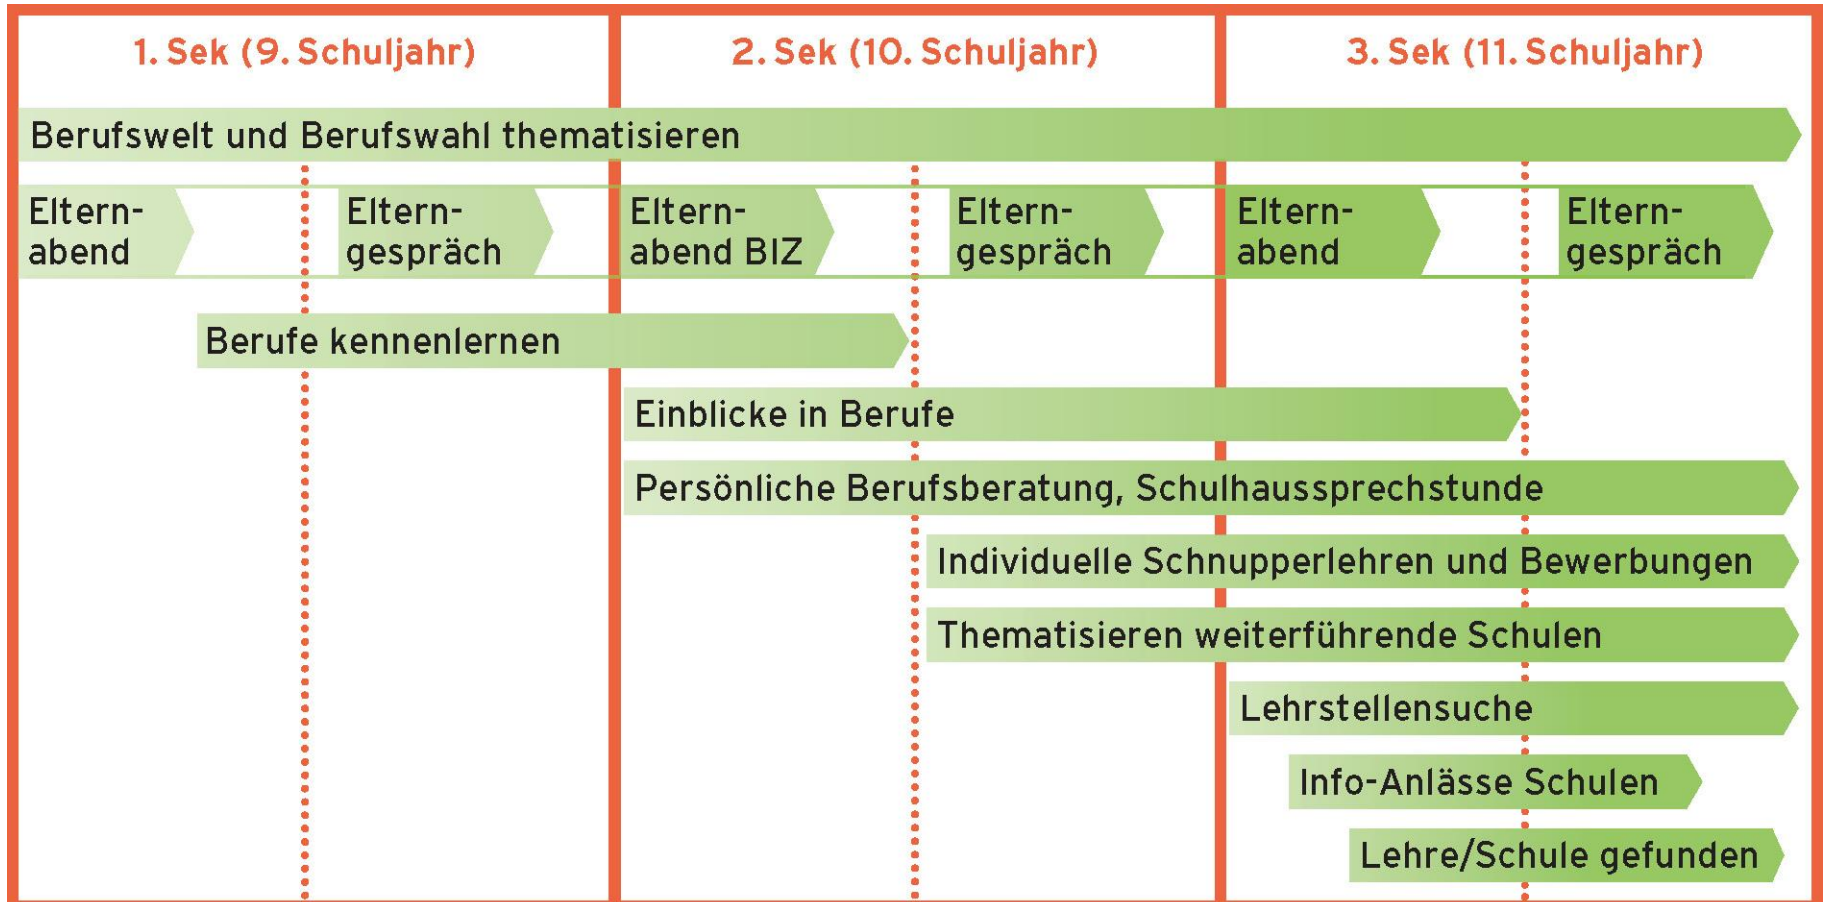 1. Sek (9. Schuljahr)
2. Sek (10. Schuljahr)
3. Sek (11. Schuljahr)
Berufswelt und Berufswahl thematisieren
Eltern-
abend
Eltern-
gespräch
Eltern-
abend BIZ
Eltern-
gespräch
Eltern-
abend
Eltern-
gespräch
Berufe kennenlernen
Einblicke in Berufe
Persönliche Berufsberatung, Schulhaussprechstunde
Individuelle Schnupperlehren und Bewerbungen
Thematisieren weiterführende Schulen
Lehrstellensuche
Info-Anlässe Schulen
Lehre/Schule gefunden